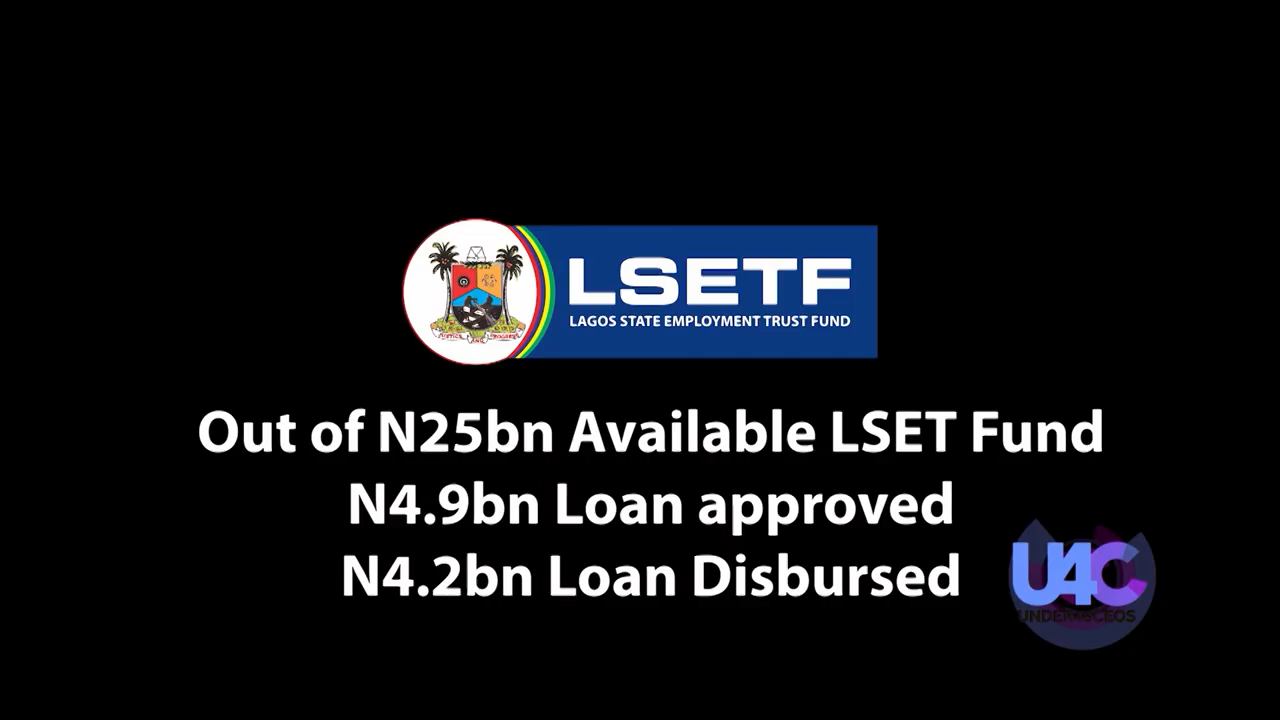 LSETF
LAGOS STATE EMPLOYMENT TRUST FUND
Out of N25bn Available LSET Fund
N4.9bn Loan approved
N4.2bn Loan Disbursed
U4C